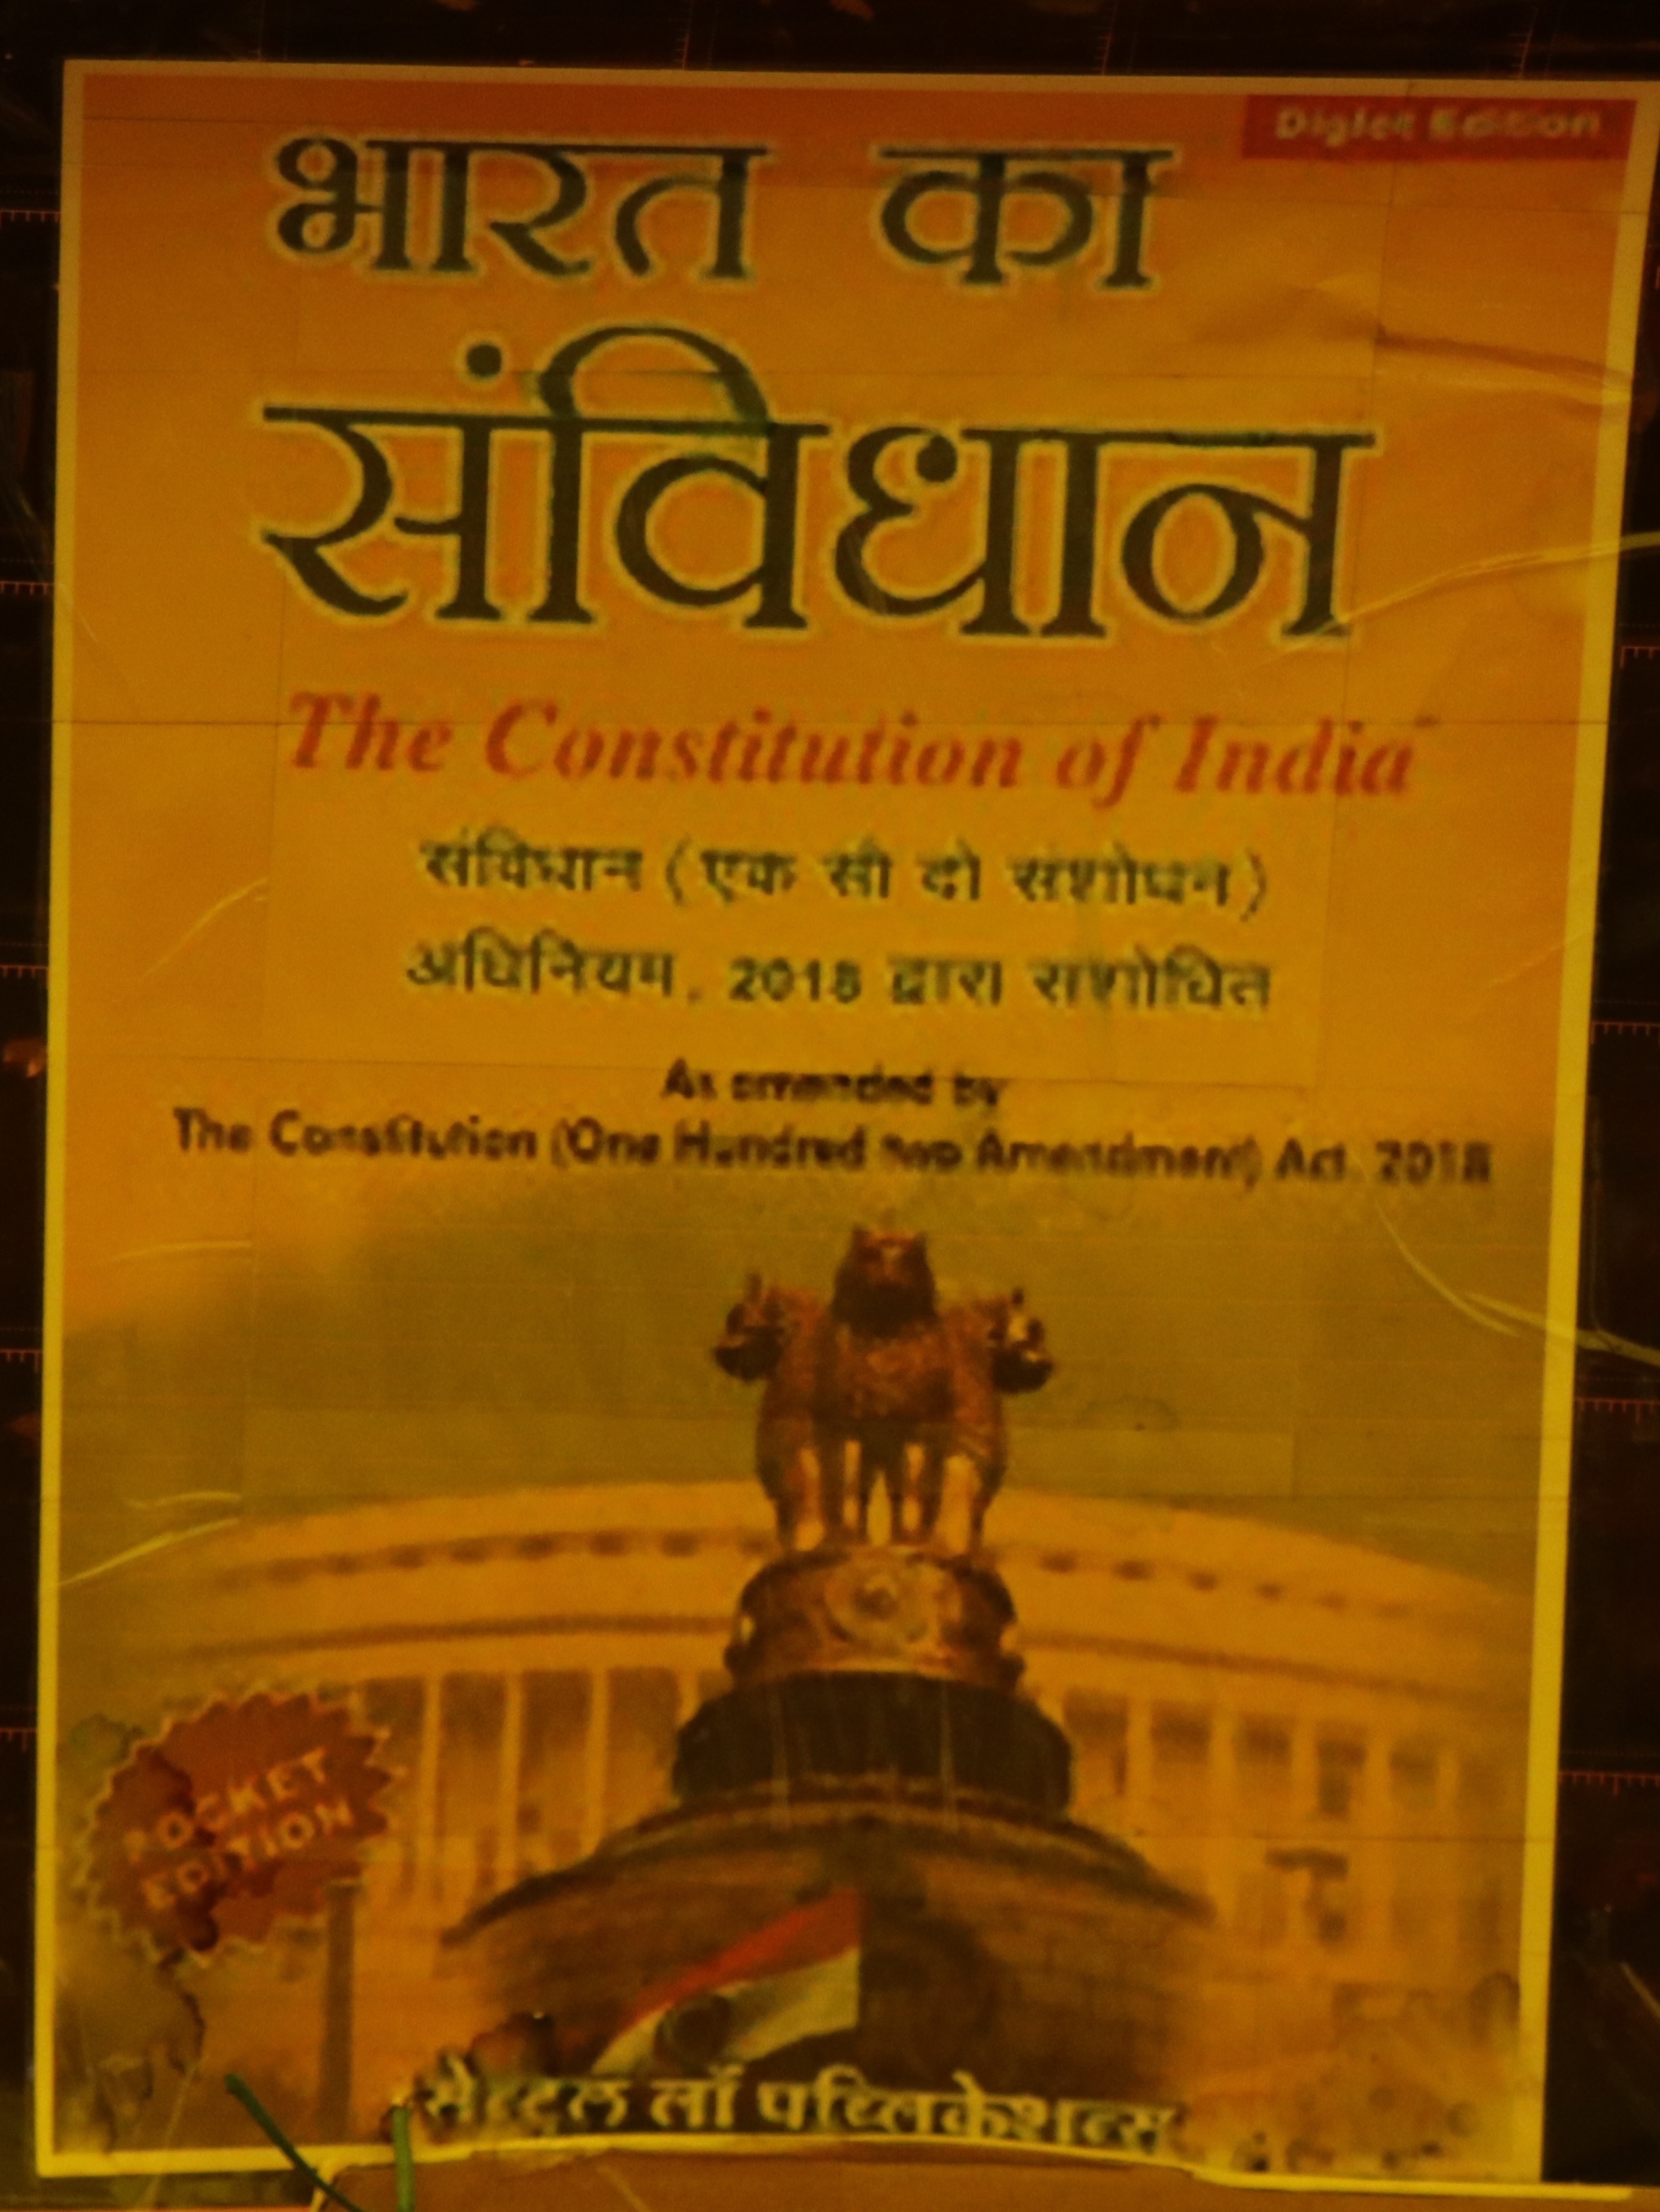 Diglot Edition
भारत का
संविधान
The Constitution of India
संविधान (एक सौ दो संशोधन)
अधिनियम, 2018 द्वारा संशोधित
As amended by
The Constitution (One Hundred two Amendment) Act, 2018
POCKET
EDITION
सेन्ट्रल लॉ पब्लिकेशन्स